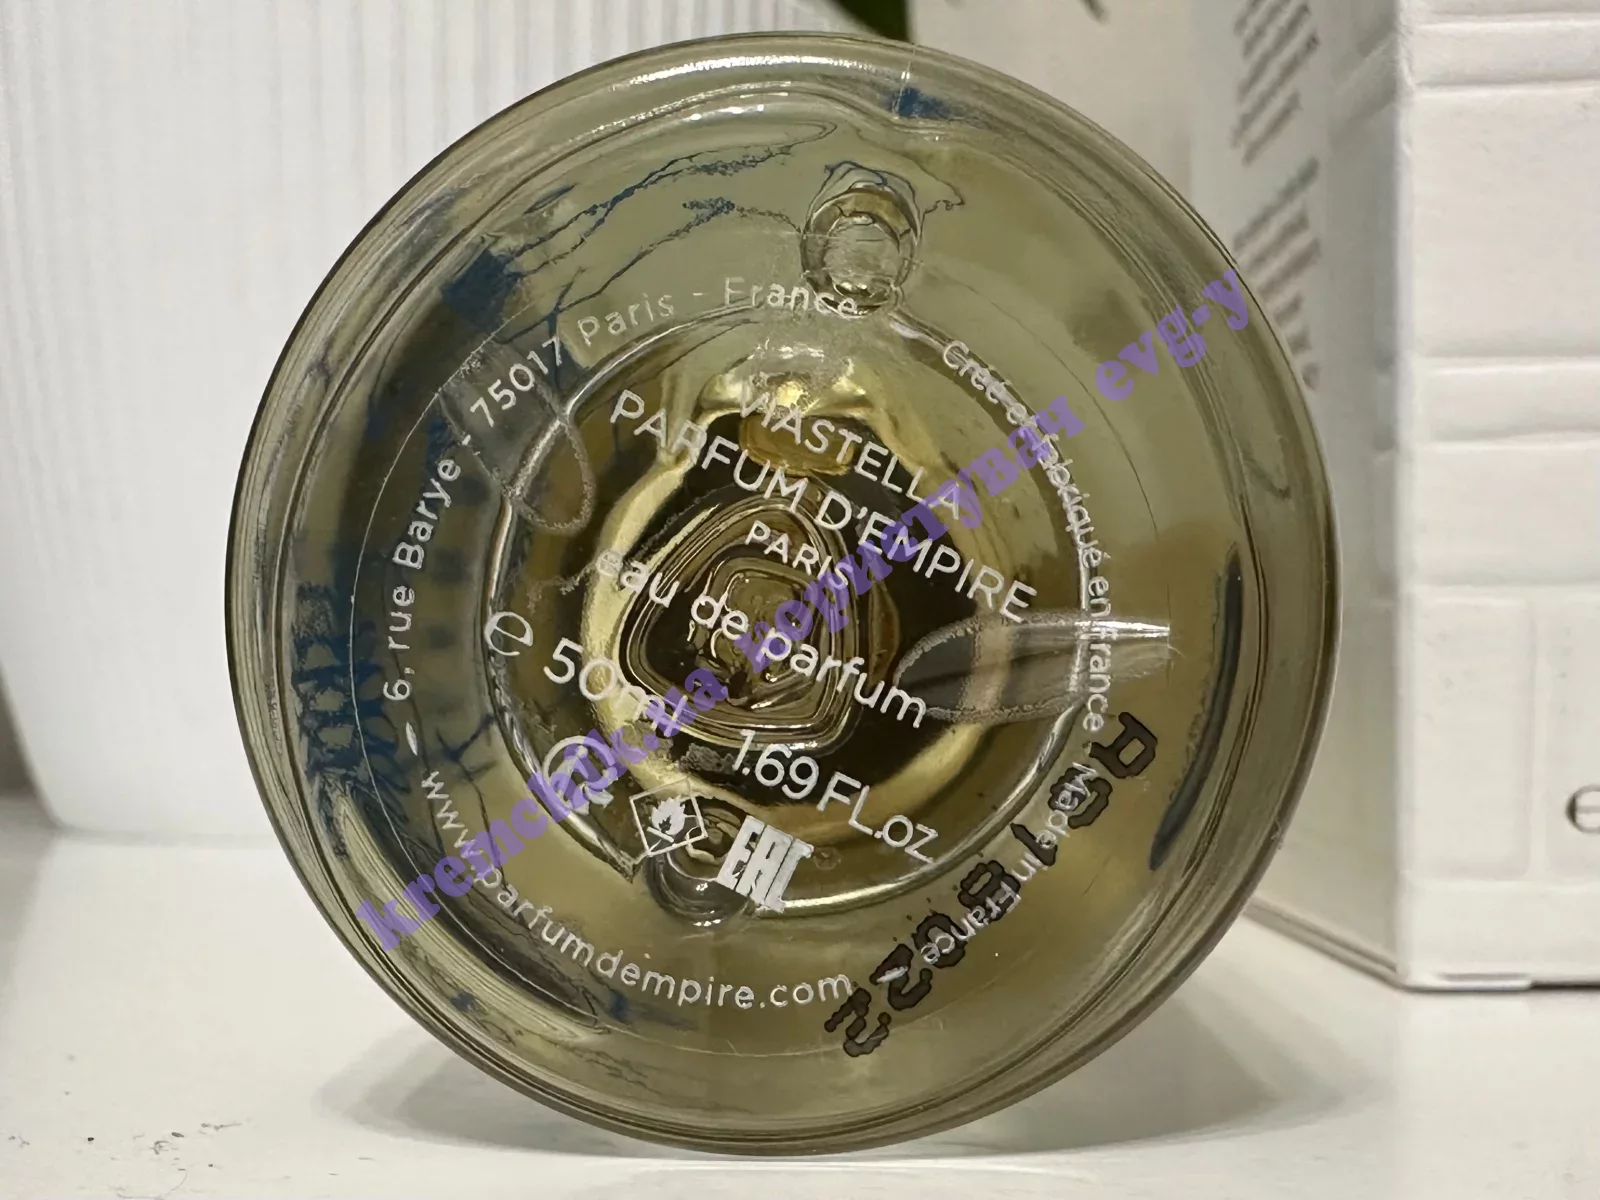 VIASTELLA
PARFUM D'EMPIRE
PARIS
eau de parfum
e 50ml 1.69 FL.OZ
EAC
6, rue Barye - 75017 Paris - France
Créé et fabriqué en France - Made in France
www.parfumdempire.com
kremchik.ua користувач evg-y